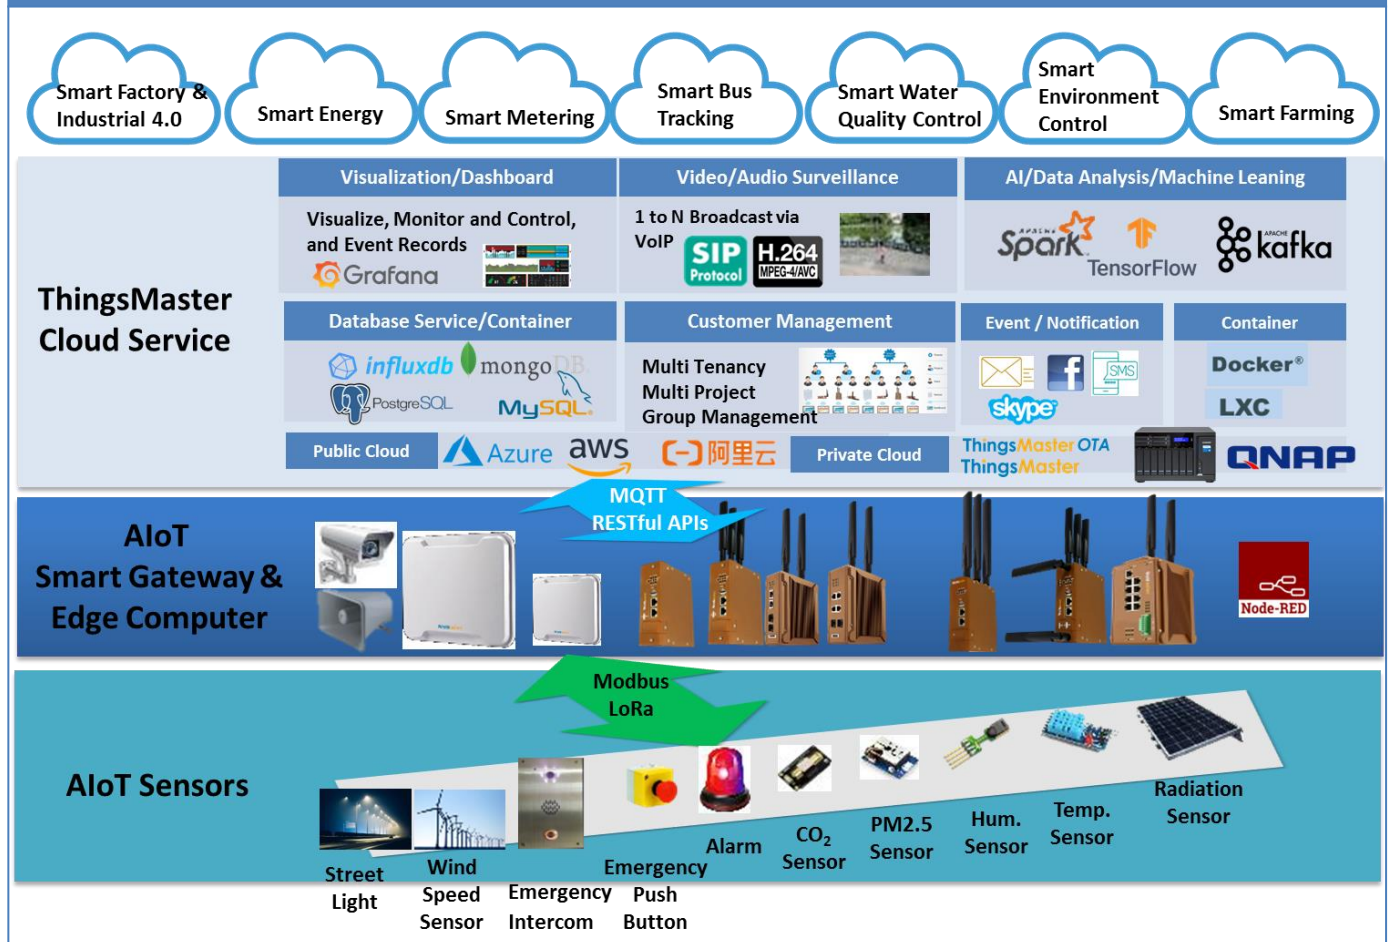 Smart Factory &
Industrial 4.0
Smart Energy
Smart Metering
Smart Bus
Tracking
Smart Water
Quality Control
Smart
Environment
Control
Smart Farming
ThingsMaster
Cloud Service
Visualization/Dashboard
Visualize, Monitor and Control,
and Event Records
Grafana
Video/Audio Surveillance
1 to N Broadcast via
VoIP
SIP
Protocol
H.264
MPEG-4/AVC
AI/Data Analysis/Machine Leaning
APACHE
Spark
TensorFlow
APACHE
kafka
Database Service/Container
influxdb
mongoDB.
PostgreSQL
MySQL
Customer Management
Multi Tenancy
Multi Project
Group Management
Event / Notification
SMS
skype
Container
Docker®
LXC
Public Cloud
Azure
aws
阿里云
Private Cloud
ThingsMaster OTA
ThingsMaster
QNAP
MQTT
RESTful APIs
AIoT
Smart Gateway &
Edge Computer
Node-RED
Modbus
LoRa
AIoT Sensors
Street
Light
Wind
Speed
Sensor
Emergency
Intercom
Emergency
Push
Button
Alarm
CO₂
Sensor
PM2.5
Sensor
Hum.
Sensor
Temp.
Sensor
Radiation
Sensor